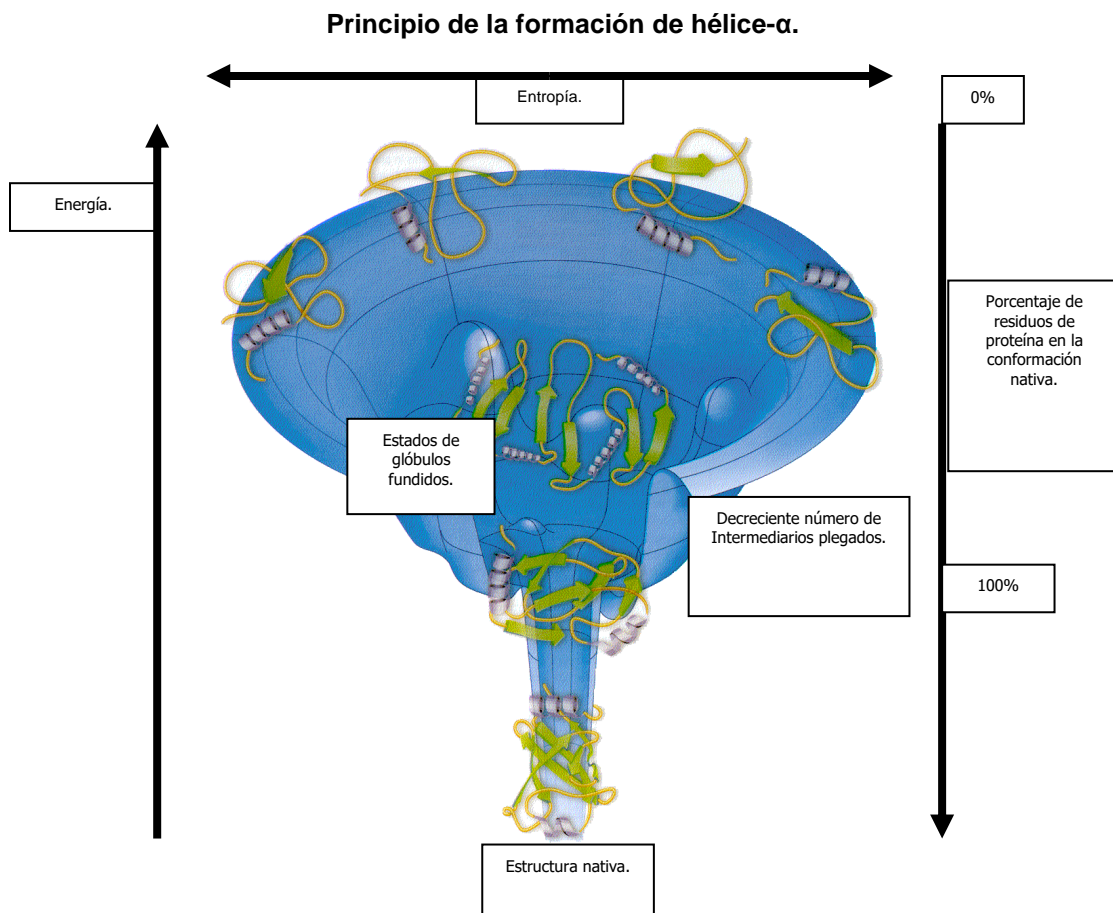 Principio de la formación de hélice-α.
Entropía.
0%
Energía.
Porcentaje de
residuos de
proteína en la
conformación
nativa.
Estados de
glóbulos
fundidos.
Decreciente número de
Intermediarios plegados.
100%
Estructura nativa.